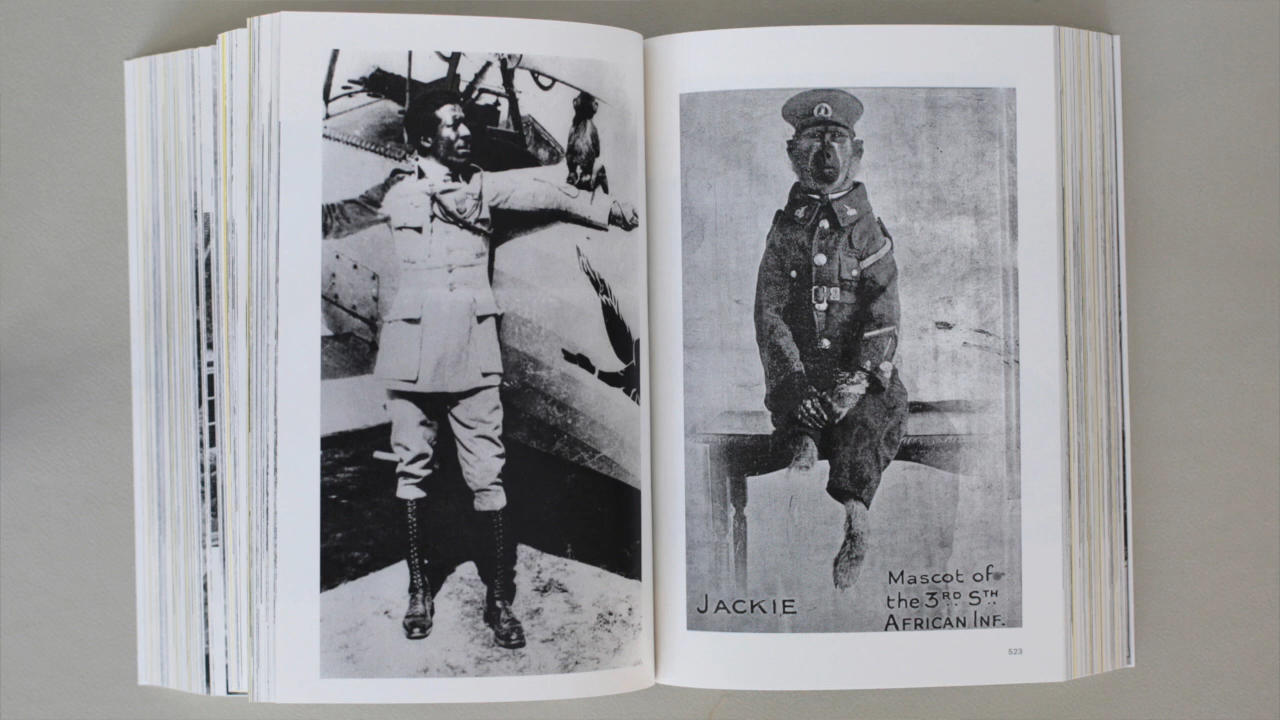 JACKIE
Mascot of
the 3RD STH
AFRICAN INF.
523